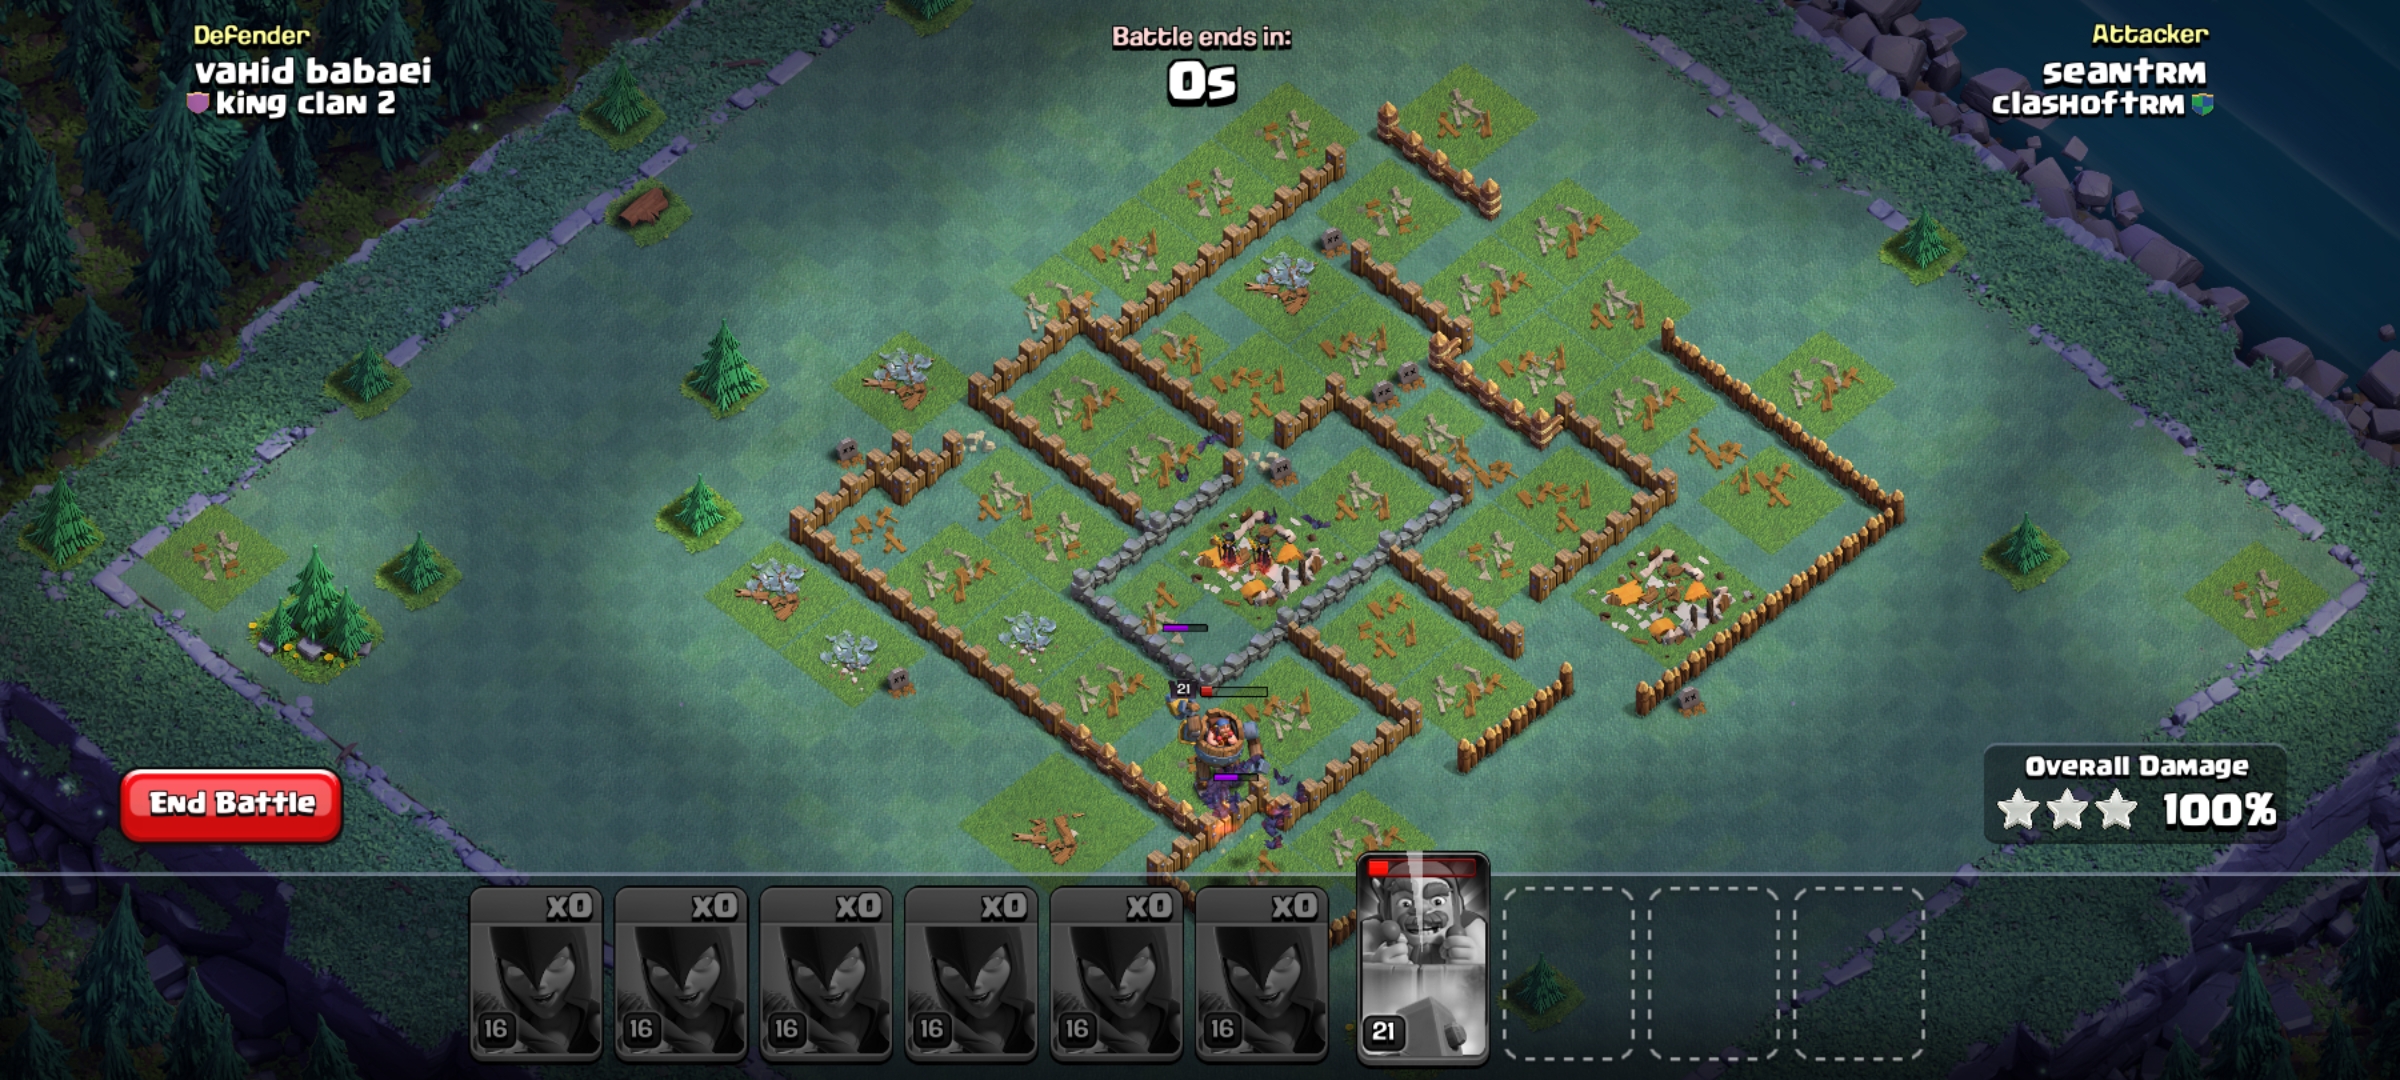 Defender
vahid babaei
king clan 2
Battle ends in:
0s
Attacker
seantRM
clashoftRM
21
End Battle
Overall Damage
100%
x0 x0 x0 x0 x0 x0
16 16 16 16 16 16 21